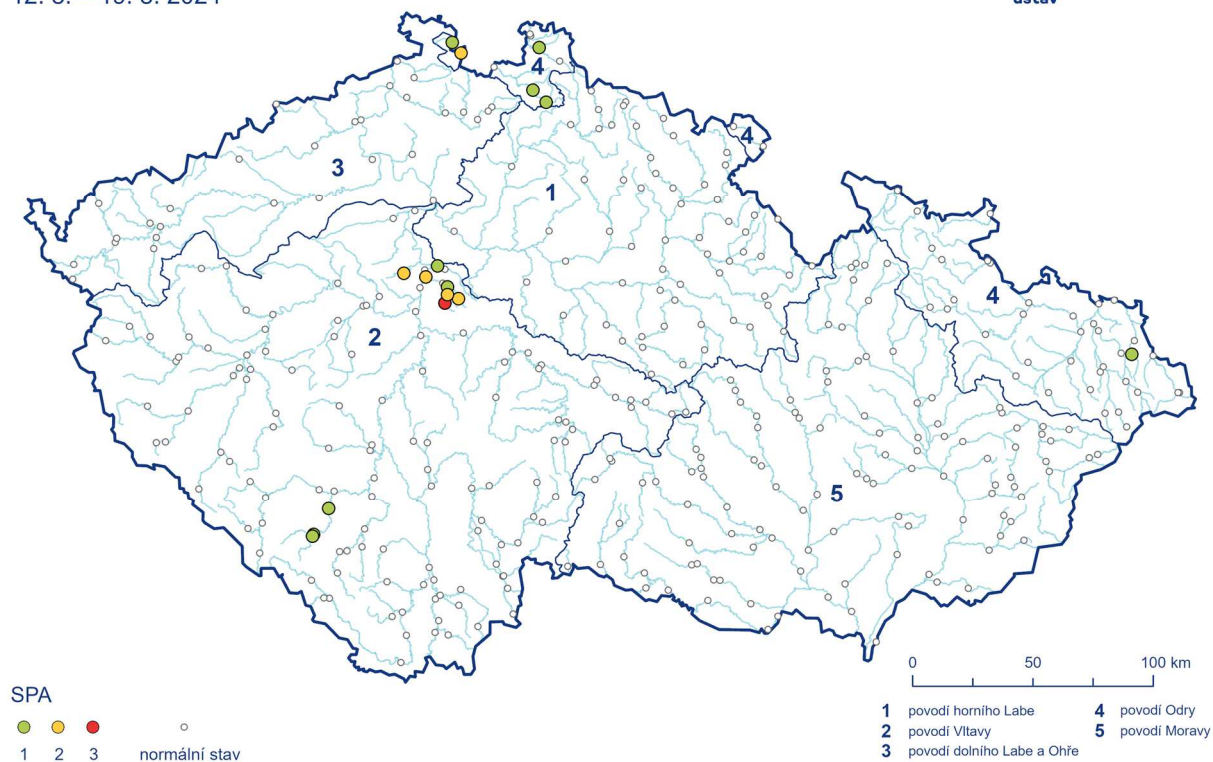 ústav
4
4
3
1
4
2
5
0 50 100 km
SPA
1 2 3 normální stav
1 povodí horního Labe
2 povodí Vltavy
3 povodí dolního Labe a Ohře
4 povodí Odry
5 povodí Moravy